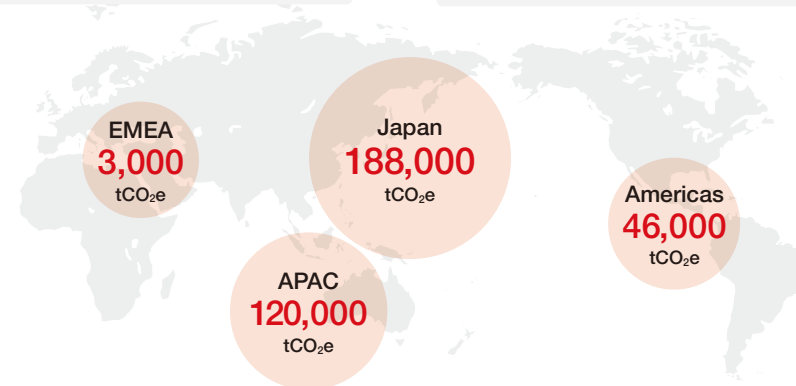 EMEA
3,000
tCO₂e
Japan
188,000
tCO₂e
Americas
46,000
tCO₂e
APAC
120,000
tCO₂e